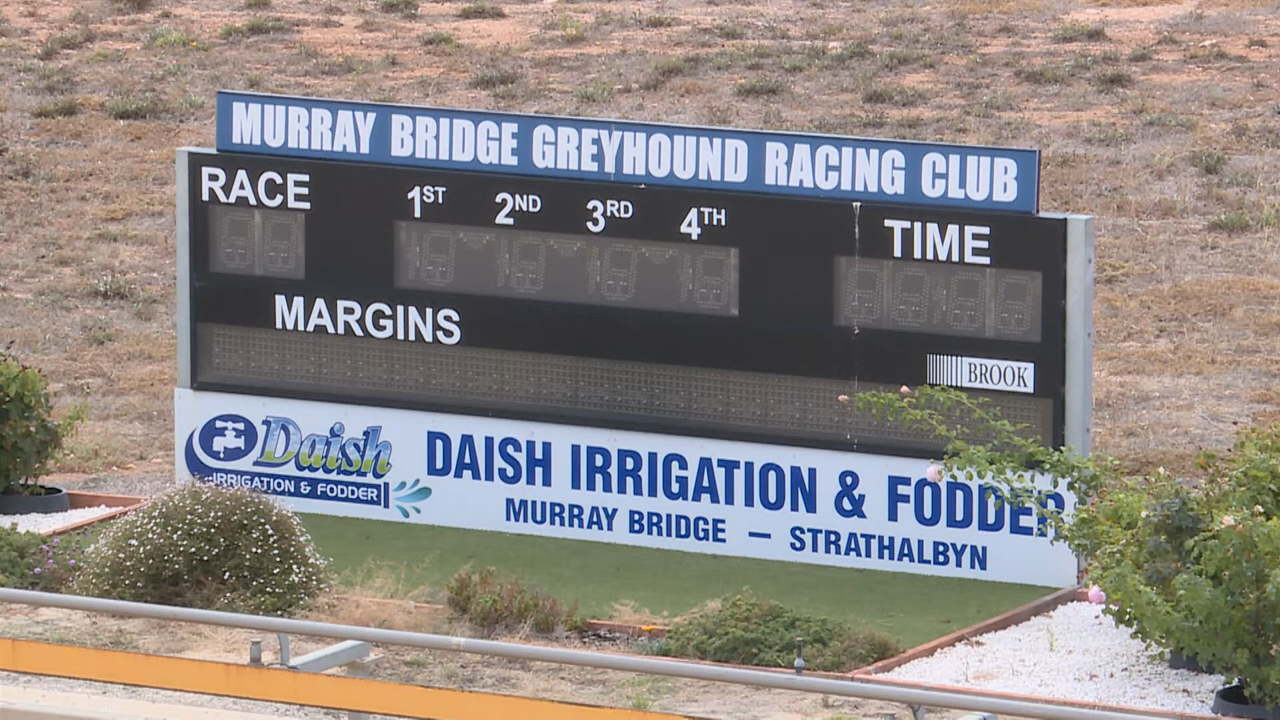 MURRAY BRIDGE GREYHOUND RACING CLUB
RACE 1ST 2ND 3RD 4TH TIME
MARGINS
BROOK
Daish
IRRIGATION & FODDER
DAISH IRRIGATION & FODDER
MURRAY BRIDGE — STRATHALBYN